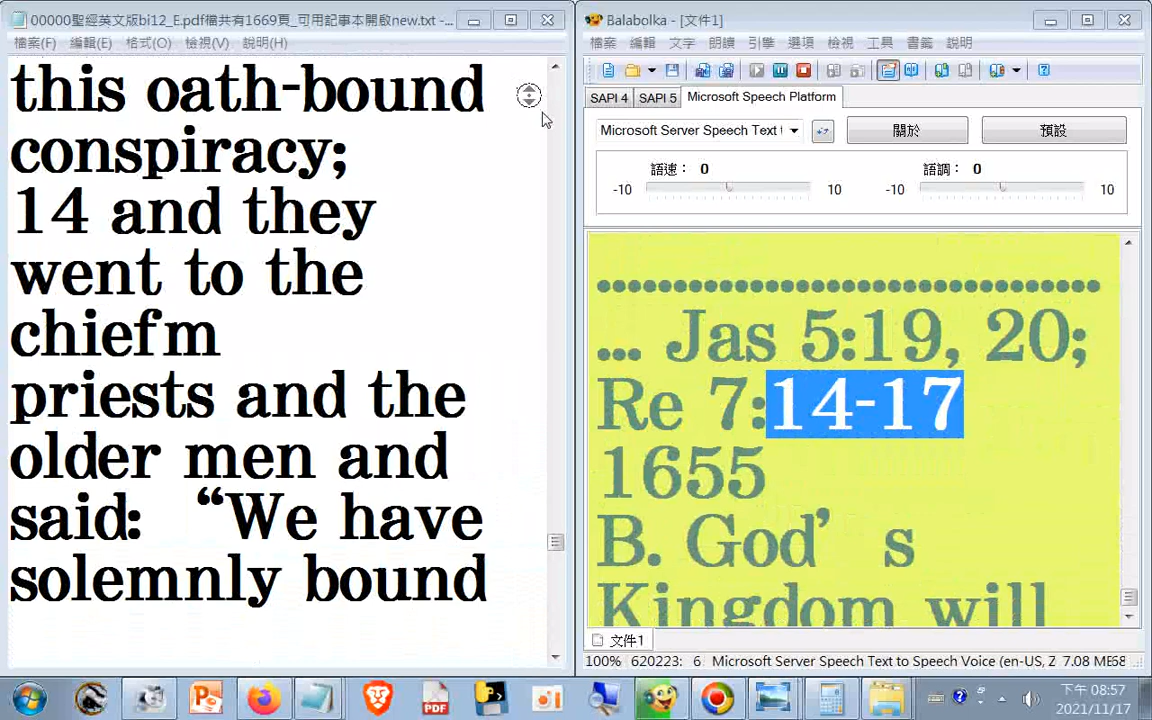 00000聖經英文版bi12_E.pdf檔共有1669頁_可用記事本開啟new.txt -...
檔案(F) 編輯(E) 格式(O) 檢視(V) 說明(H)
this oath-bound
conspiracy;
14 and they
went to the
chiefm
priests and the
older men and
said: “We have
solemnly bound
Balabolka - [文件1]
檔案 編輯 文字 朗讀 引擎 選項 檢視 工具 書籤 說明
SAPI 4 SAPI 5 Microsoft Speech Platform
Microsoft Server Speech Text 關於 預設
語速： 0 語調： 0
-10 10 -10 10
... Jas 5:19, 20;
Re 7:14-17
1655
B. God’s
Kingdom will
文件1
100% 620223: 6 Microsoft Server Speech Text to Speech Voice (en-US, Z 7.08 ME
下午 08:57
2021/11/17